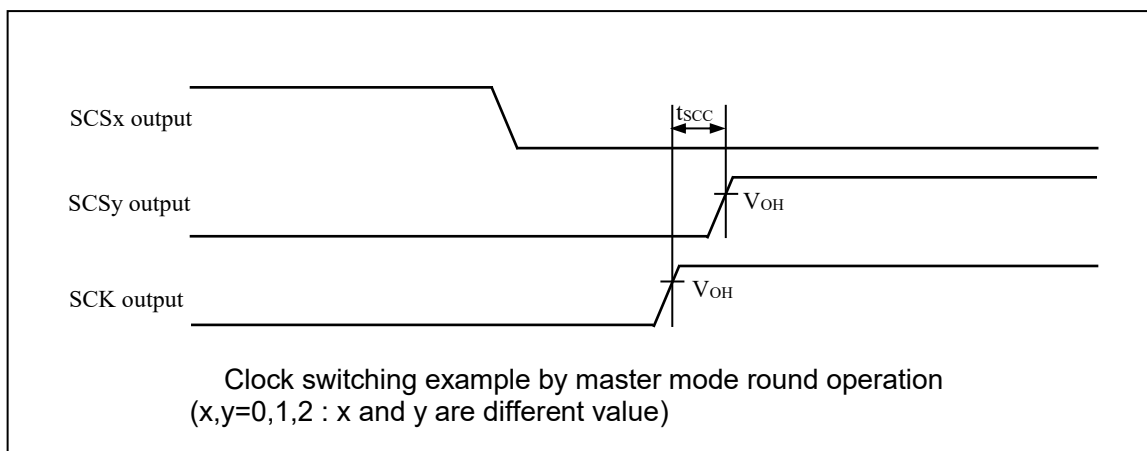 SCSx output
tSCC
SCSy output
VOH
SCK output
VOH
Clock switching example by master mode round operation
(x,y=0,1,2 : x and y are different value)